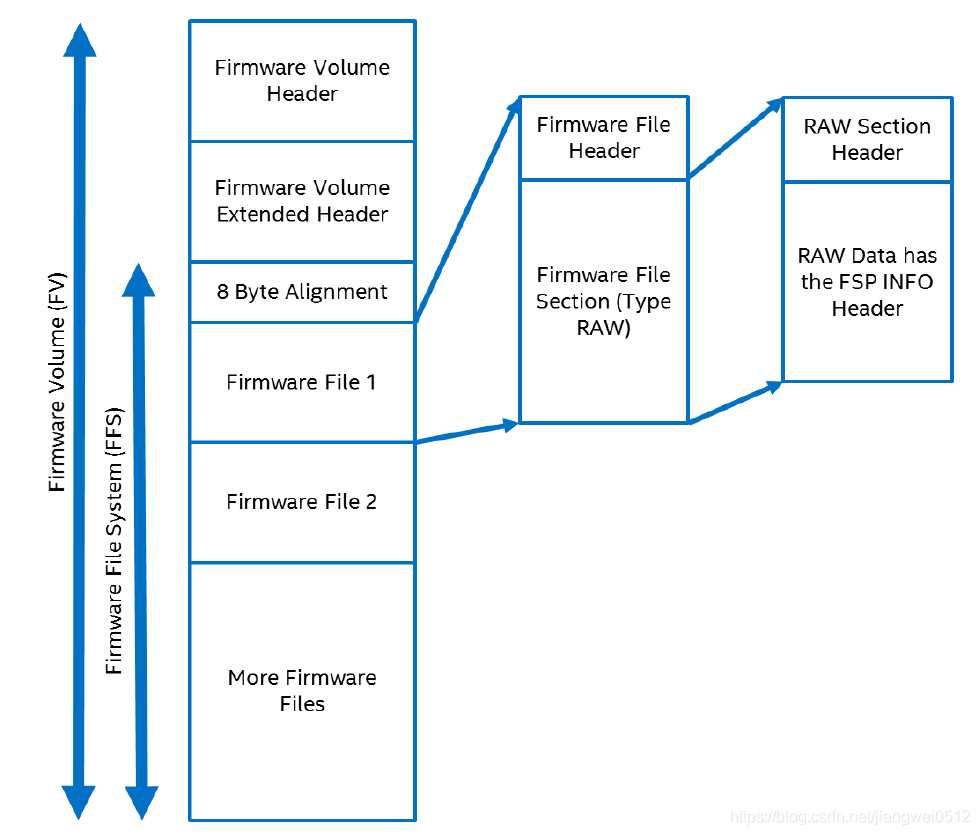 Firmware Volume (FV)
Firmware File System (FFS)
Firmware Volume
Header
Firmware Volume
Extended Header
8 Byte Alignment
Firmware File 1
Firmware File 2
More Firmware
Files
Firmware File
Header
Firmware File
Section (Type
RAW)
RAW Section
Header
RAW Data has
the FSP INFO
Header
https://blog.csdn.net/jiangwei0512